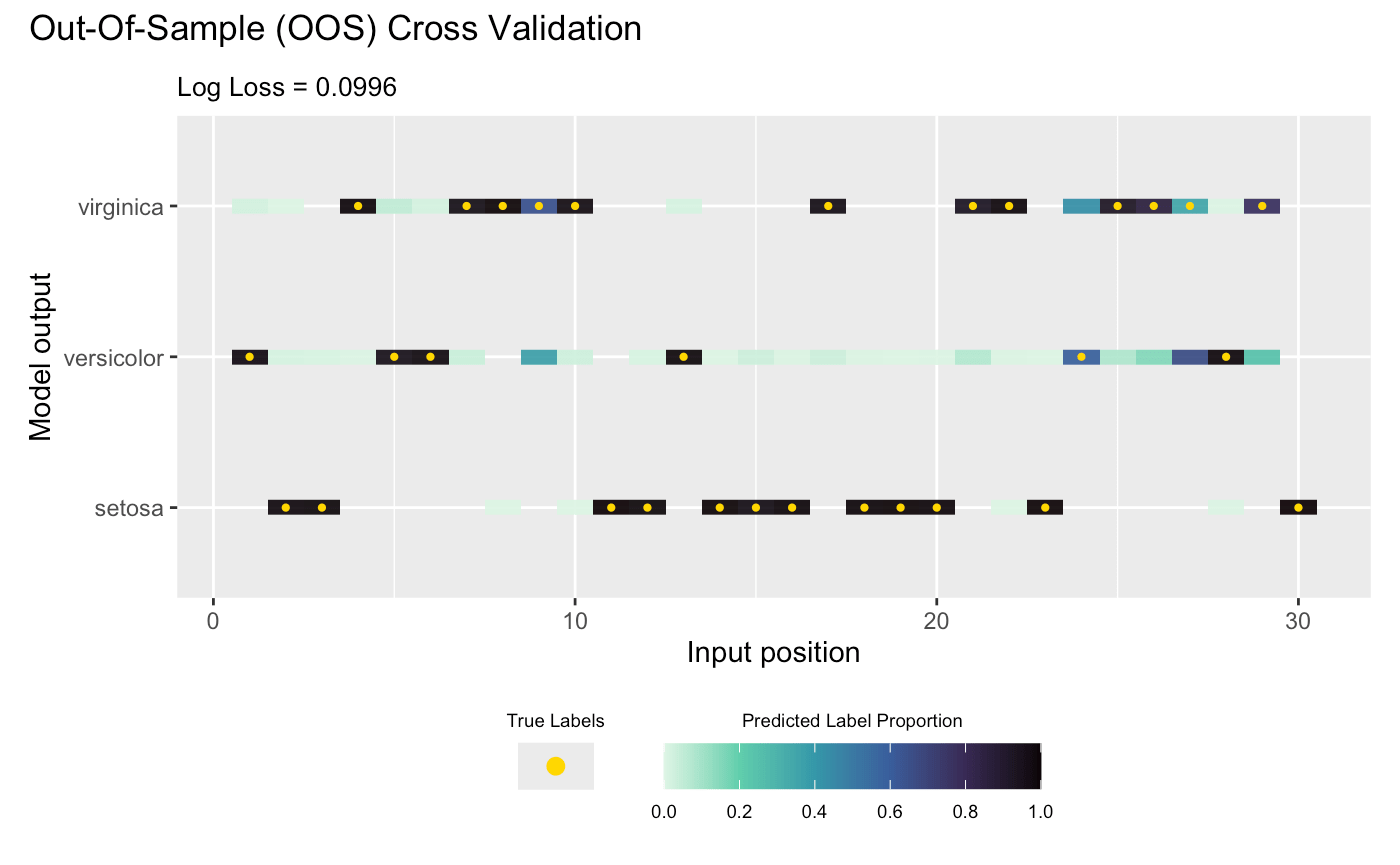 Out-Of-Sample (OOS) Cross Validation
Log Loss = 0.0996
Model output
virginica
versicolor
setosa
0 10 20 30
Input position
True Labels
Predicted Label Proportion
0.0 0.2 0.4 0.6 0.8 1.0